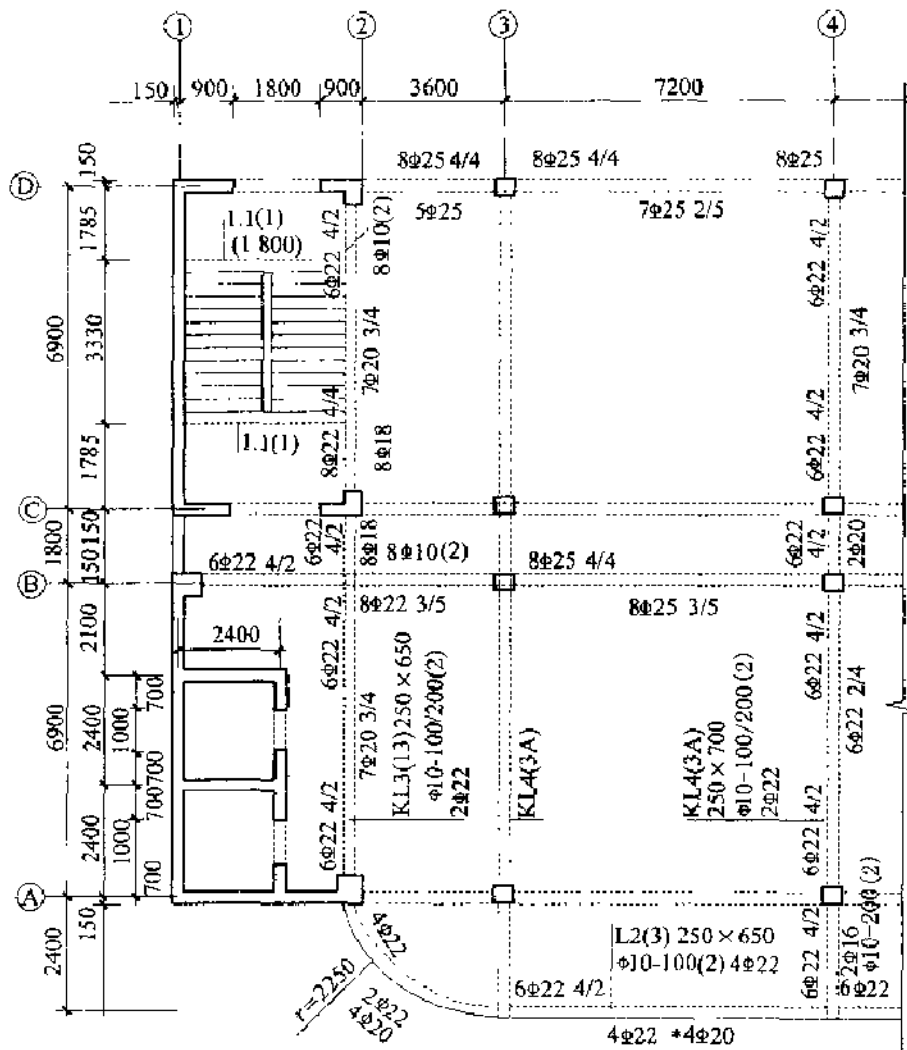 1
2
3
4
150
900
1800
900
3600
7200
150
8Φ25 4/4
8Φ25 4/4
8Φ25
D
5Φ25
7Φ25 2/5
1785
1.1(1)
(1 800)
6Φ22 4/2
8Φ10(2)
6Φ22 4/2
6900
3330
7Φ20 3/4
7Φ20 3/4
8Φ22 4/4
8Φ18
6Φ22 4/2
1785
1.1(1)
C
1800
150
150
6Φ22 4/2
6Φ22
4/2
8Φ18
8Φ10(2)
8Φ25 4/4
6Φ22
4/2
2Φ20
B
8Φ22 3/5
8Φ25 3/5
2100
2400
6Φ22 4/2
6Φ22 4/2
6900
700
2400
1000
700
7Φ20 3/4
KL3(13) 250×650
Φ10-100/200(2)
2Φ22
KL4(3A)
KL4(3A)
250×700
Φ10-100/200(2)
2Φ22
6Φ22 2/4
700
2400
1000
700
6Φ22 4/2
6Φ22 4/2
A
150
2400
4Φ22
r=2250
2Φ22
4Φ20
L2(3) 250×650
Φ10-100(2) 4Φ22
6Φ22 4/2
6Φ22 4/2
2Φ16
Φ10-200(2)
6Φ22
4Φ22 *4Φ20